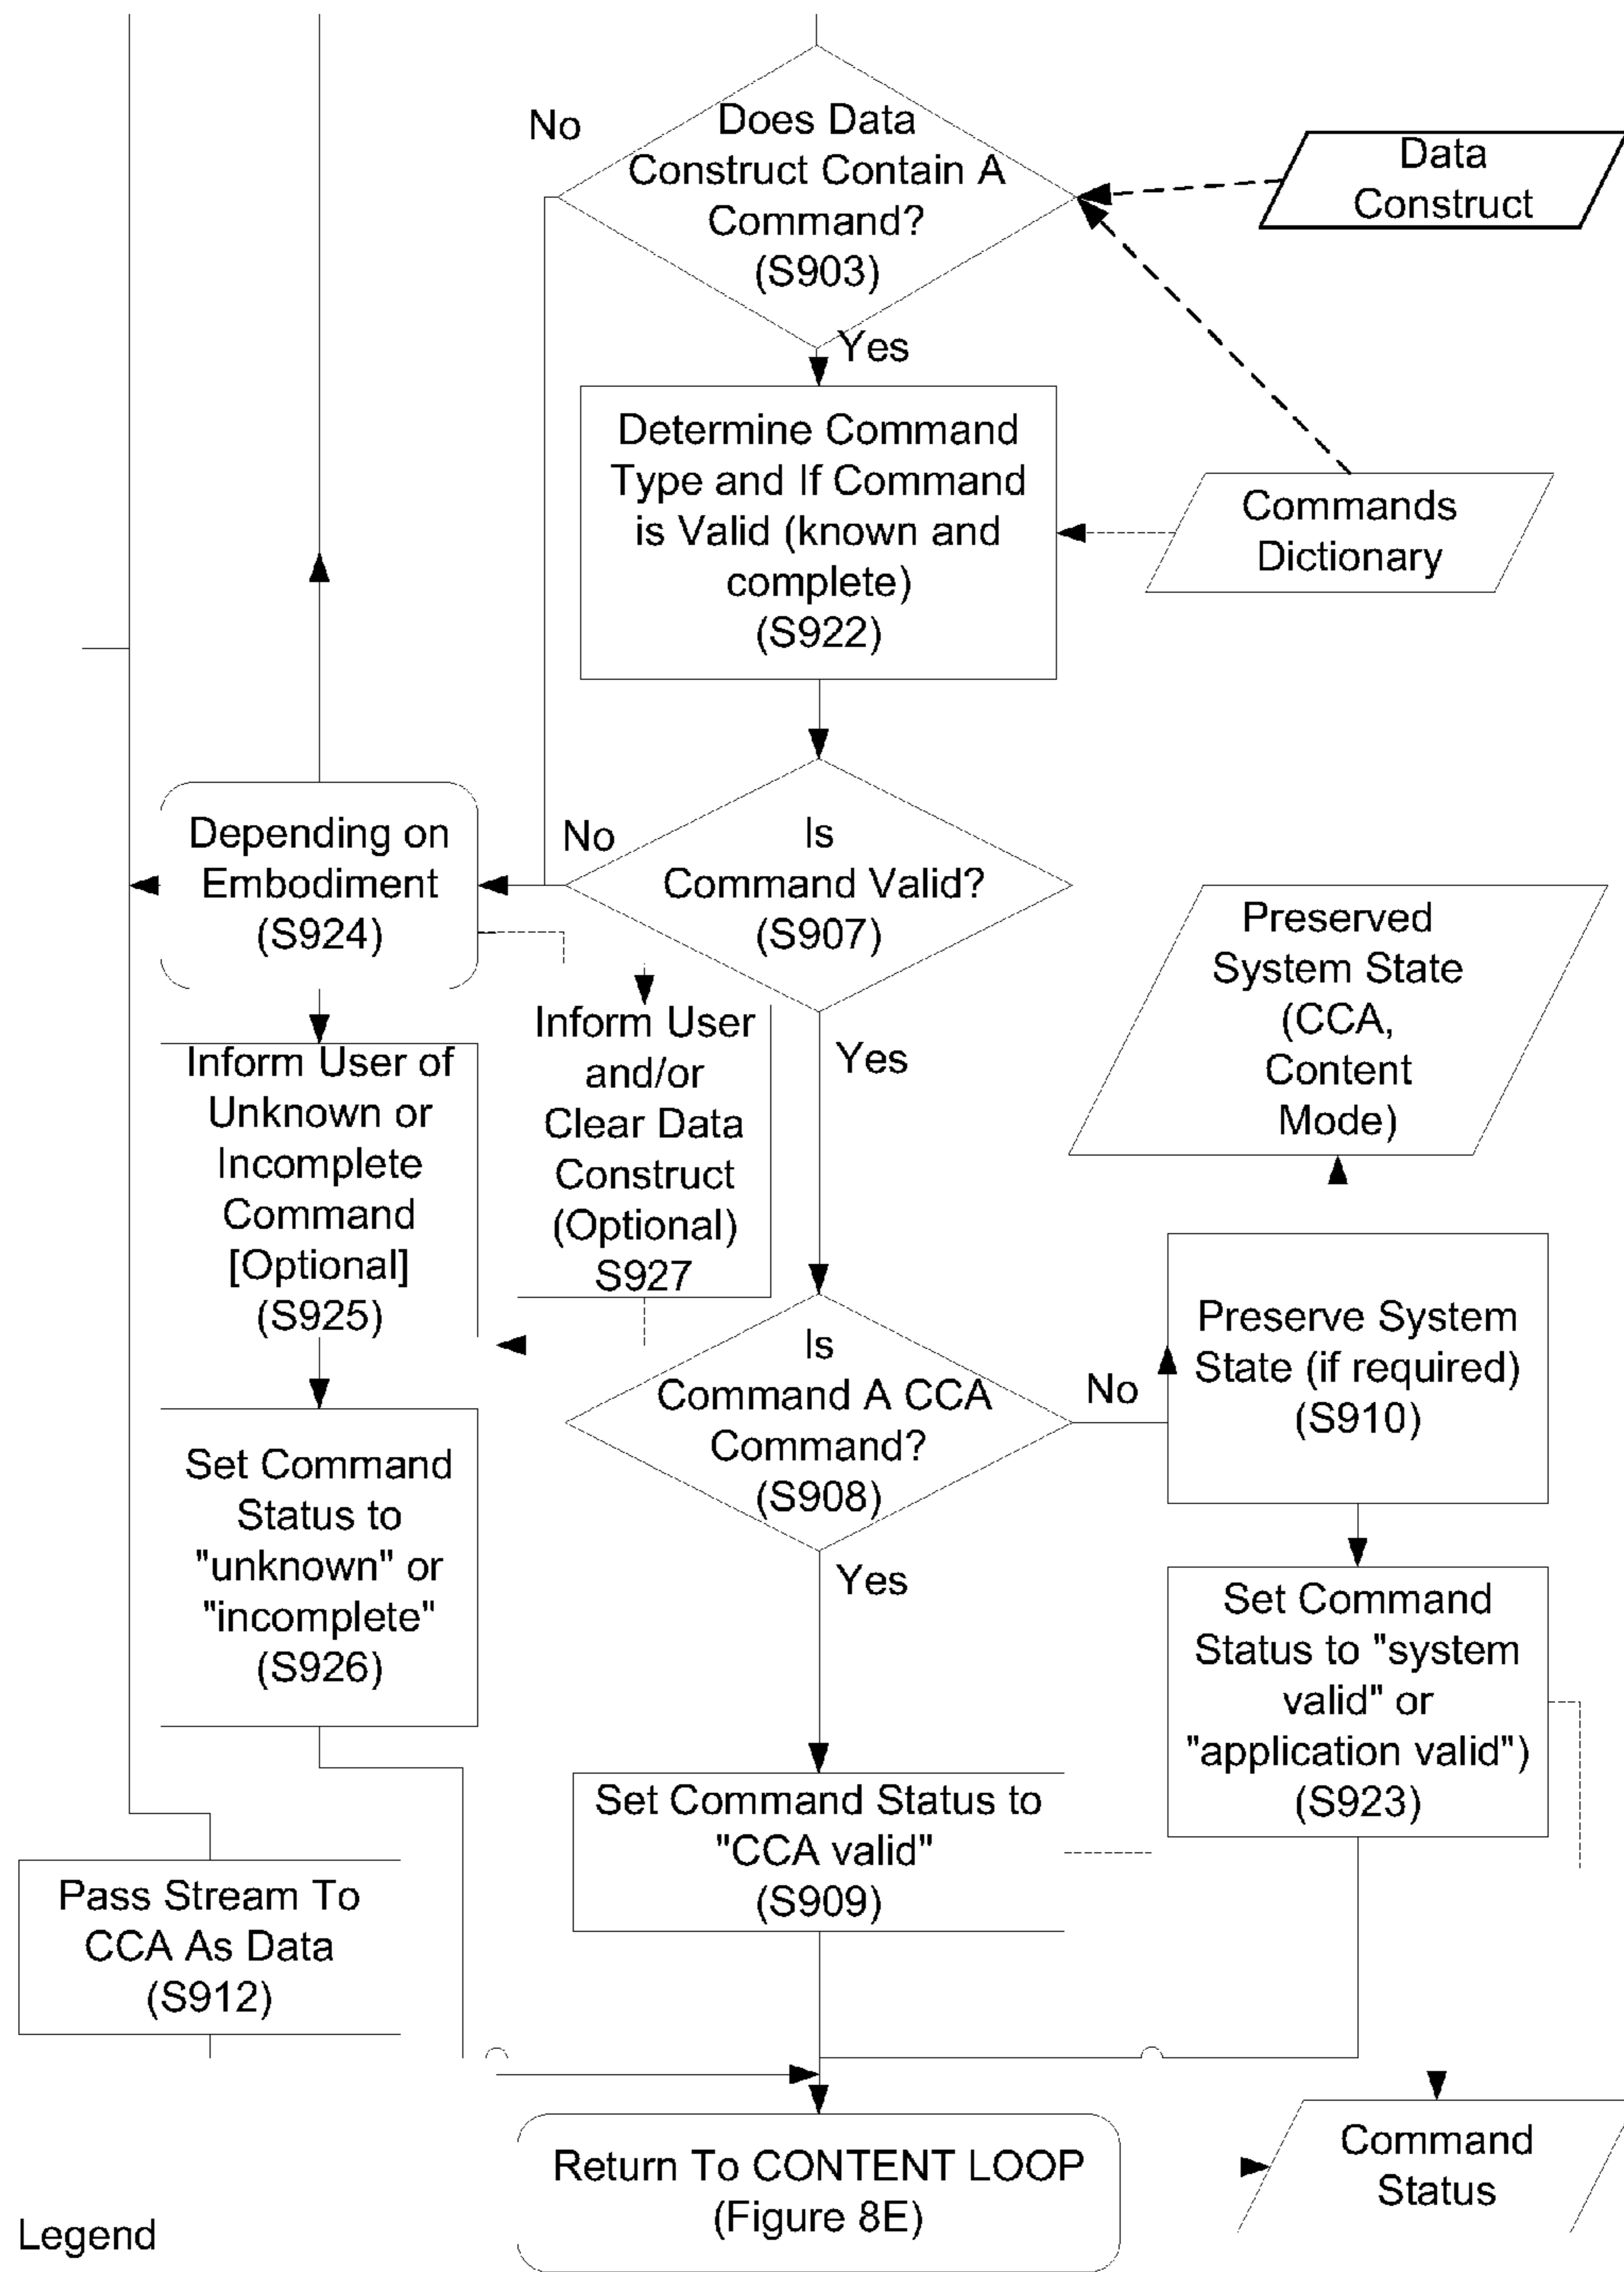 No
Does Data
Construct Contain A
Command?
(S903)
Data
Construct
Yes
Determine Command
Type and If Command
is Valid (known and
complete)
(S922)
Commands
Dictionary
Depending on
Embodiment
(S924)
No
Is
Command Valid?
(S907)
Preserved
System State
(CCA,
Content
Mode)
Inform User
and/or
Clear Data
Construct
(Optional)
S927
Yes
Inform User of
Unknown or
Incomplete
Command
[Optional]
(S925)
Is
Command A CCA
Command?
(S908)
No
Preserve System
State (if required)
(S910)
Set Command
Status to
"unknown" or
"incomplete"
(S926)
Yes
Set Command
Status to "system
valid" or
"application valid")
(S923)
Set Command Status to
"CCA valid"
(S909)
Pass Stream To
CCA As Data
(S912)
Return To CONTENT LOOP
(Figure 8E)
Command
Status
Legend